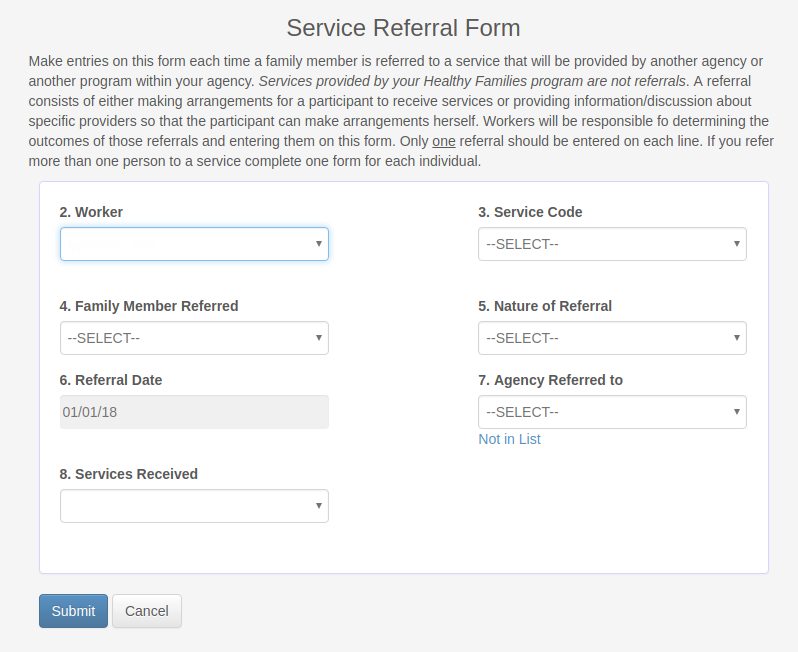 Service Referral Form
Make entries on this form each time a family member is referred to a service that will be provided by another agency or
another program within your agency. Services provided by your Healthy Families program are not referrals. A referral
consists of either making arrangements for a participant to receive services or providing information/discussion about
specific providers so that the participant can make arrangements herself. Workers will be responsible fo determining the
outcomes of those referrals and entering them on this form. Only one referral should be entered on each line. If you refer
more than one person to a service complete one form for each individual.
2. Worker
3. Service Code
--SELECT--
4. Family Member Referred
5. Nature of Referral
--SELECT--
--SELECT--
6. Referral Date
7. Agency Referred to
01/01/18
--SELECT--
Not in List
8. Services Received
Submit
Cancel